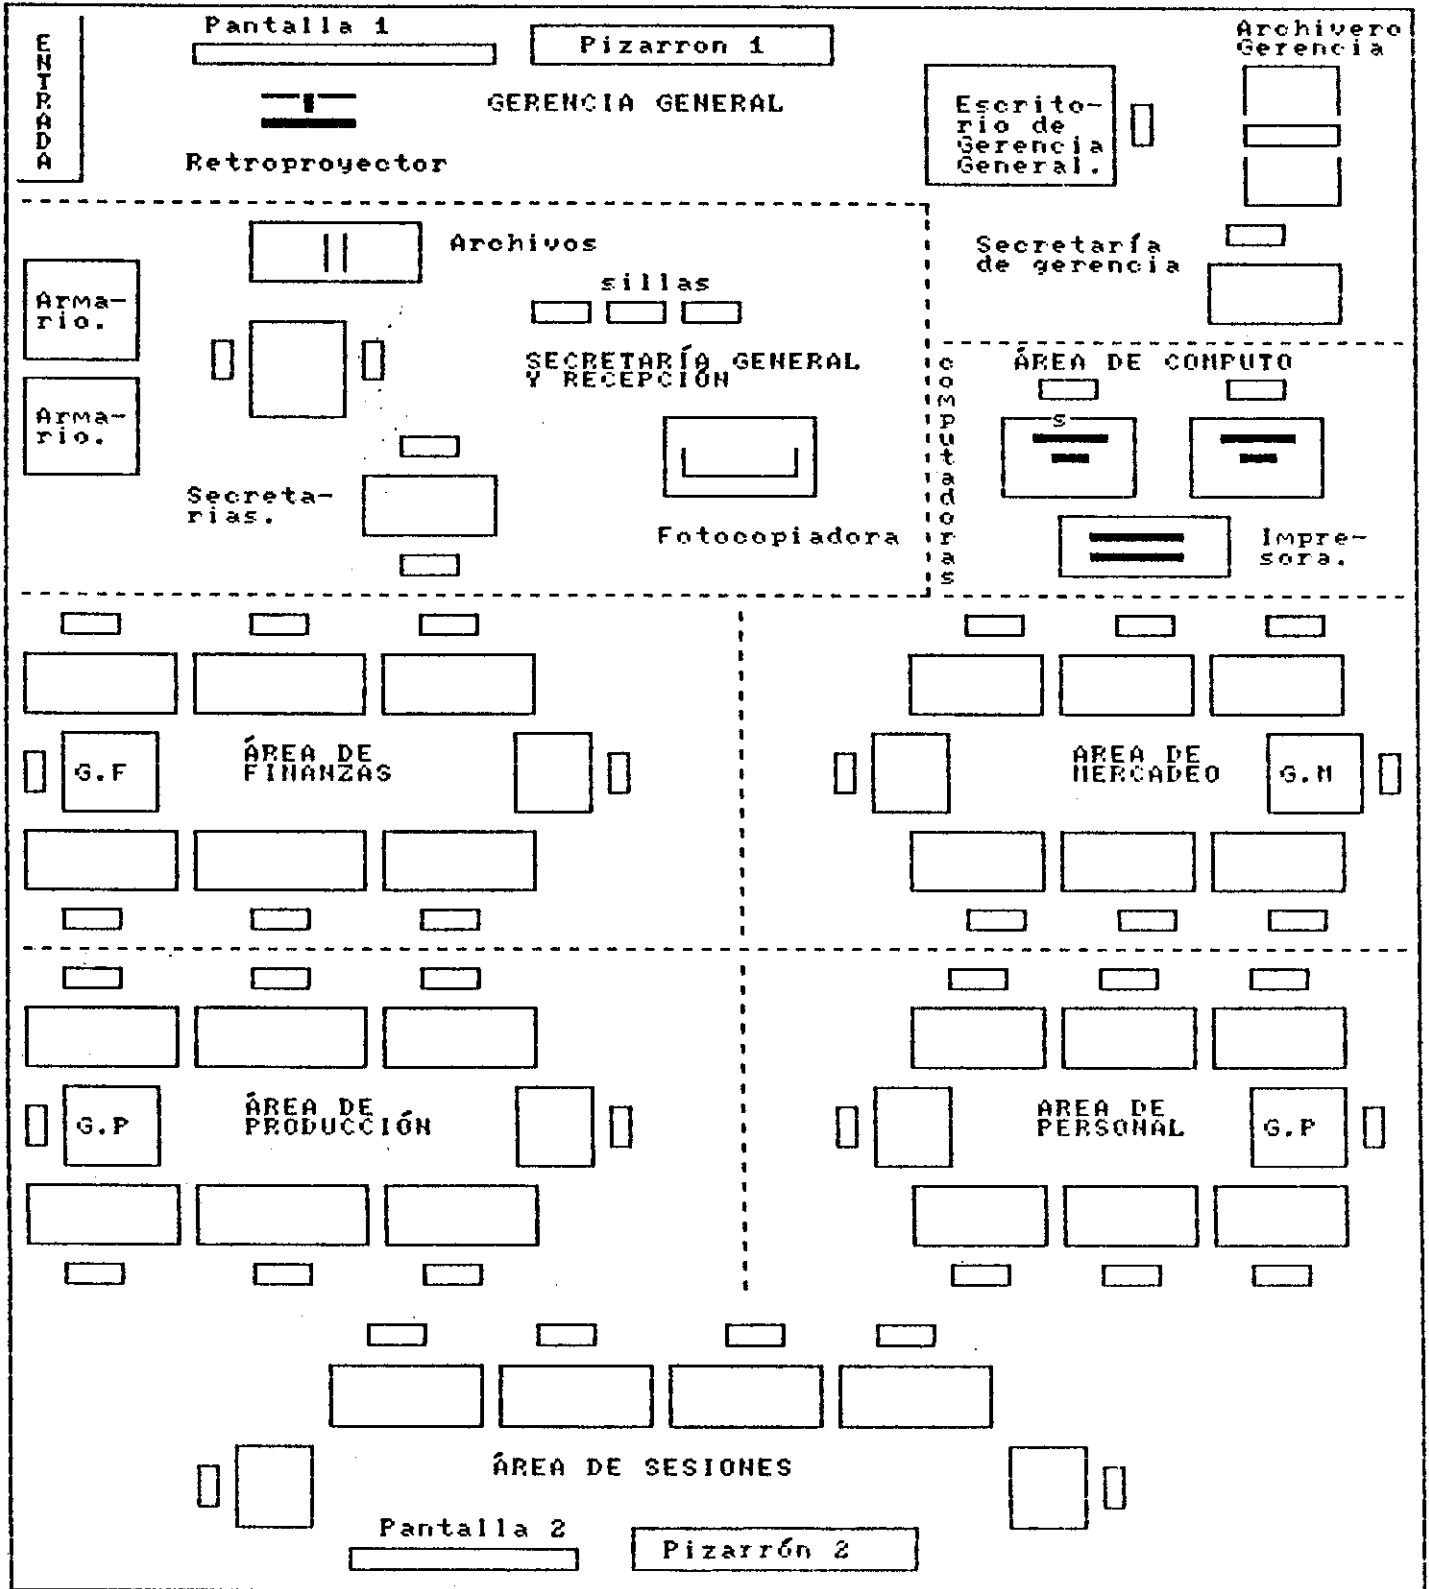 ENTRADA
Pantalla 1
Pizarron 1
Archivero
Gerencia
GERENCIA GENERAL
Retroproyector
Escrito-
rio de
Gerencia
General.
Archivos
Secretaría
de gerencia
Arma-
rio.
sillas
SECRETARÍA GENERAL
Y RECEPCIÓN
Arma-
rio.
Secreta-
rias.
Fotocopiadora
computadoras
ÁREA DE COMPUTO
S
Impre-
sora.
G.F
ÁREA DE
FINANZAS
AREA DE
MERCADEO
G.M
G.P
ÁREA DE
PRODUCCIÓN
AREA DE
PERSONAL
G.P
ÁREA DE SESIONES
Pantalla 2
Pizarrón 2